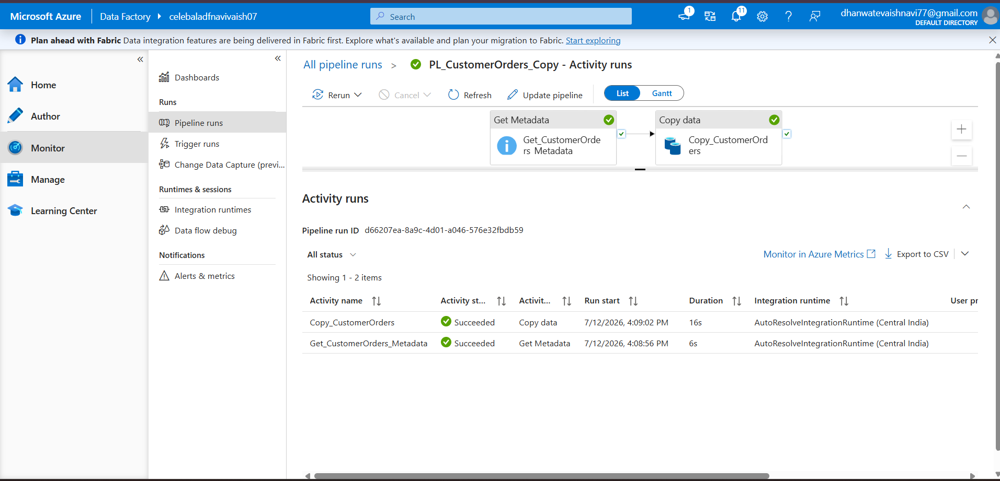 Microsoft Azure
Data Factory
celebaladfnavivaish07
Search
1
11
dhanwatevaishnavi77@gmail.com
DEFAULT DIRECTORY
Plan ahead with Fabric Data integration features are being delivered in Fabric first. Explore what's available and plan your migration to Fabric. Start exploring
Home
Author
Monitor
Manage
Learning Center
Dashboards
Runs
Pipeline runs
Trigger runs
Change Data Capture (previ...
Runtimes & sessions
Integration runtimes
Data flow debug
Notifications
Alerts & metrics
All pipeline runs > PL_CustomerOrders_Copy - Activity runs
Rerun Cancel Refresh Update pipeline List Gantt
Get Metadata
Get_CustomerOrde
rs_Metadata
Copy data
Copy_CustomerOrd
ers
Activity runs
Pipeline run ID d66207ea-8a9c-4d01-a046-576e32fbdb59
All status
Monitor in Azure Metrics Export to CSV
Showing 1 - 2 items
Activity name Activity st... Activit... Run start Duration Integration runtime User pr
Copy_CustomerOrders Succeeded Copy data 7/12/2026, 4:09:02 PM 16s AutoResolveIntegrationRuntime (Central India)
Get_CustomerOrders_Metadata Succeeded Get Metadata 7/12/2026, 4:08:56 PM 6s AutoResolveIntegrationRuntime (Central India)